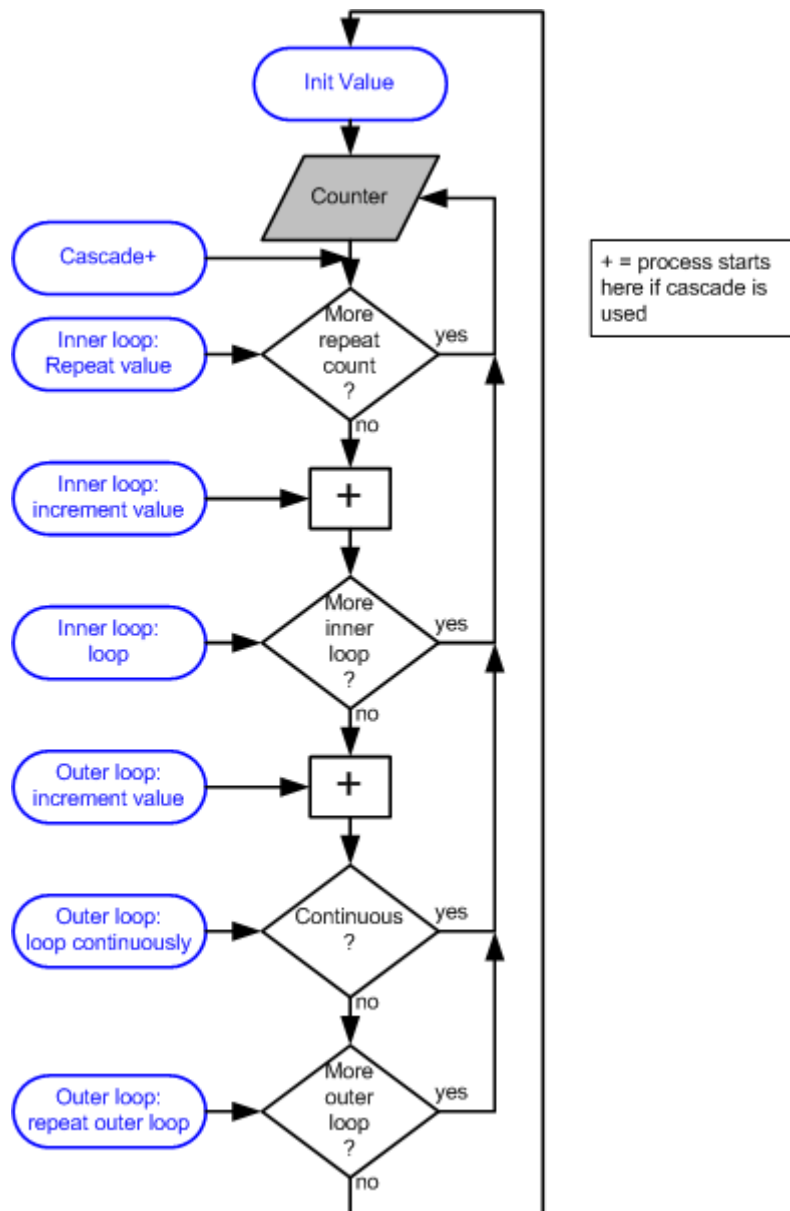 Init Value
Counter
Cascade+
+ = process starts
here if cascade is
used
Inner loop:
Repeat value
More
repeat
count
?
yes
no
Inner loop:
increment value
+
Inner loop:
loop
More
inner
loop
?
yes
no
Outer loop:
increment value
+
Outer loop:
loop continuously
Continuous
?
yes
no
Outer loop:
repeat outer loop
More
outer
loop
?
yes
no